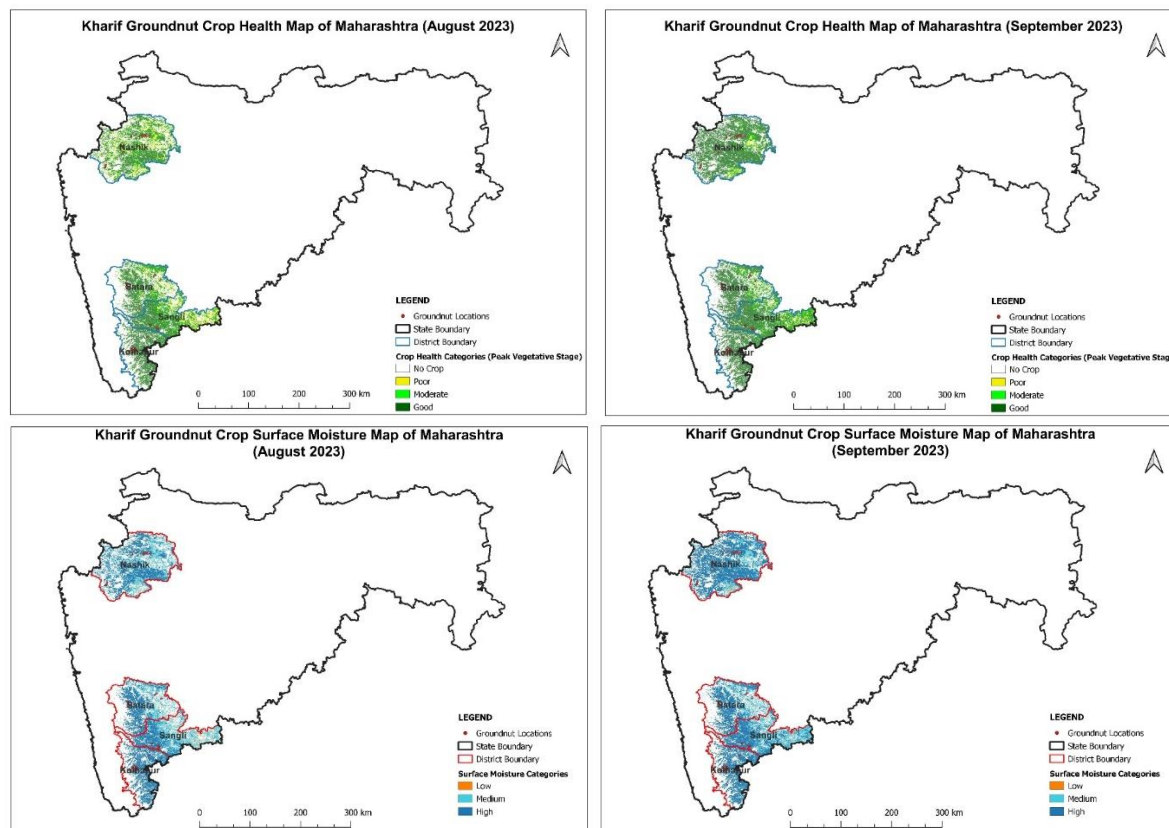 Kharif Groundnut Crop Health Map of Maharashtra (August 2023)
Nashik
Satara
Sangli
Kolhapur
LEGEND
Groundnut Locations
State Boundary
District Boundary
Crop Health Categories (Peak Vegetative Stage)
No Crop
Poor
Moderate
Good
0 100 200 300 km
Kharif Groundnut Crop Health Map of Maharashtra (September 2023)
Nashik
Satara
Sangli
Kolhapur
LEGEND
Groundnut Locations
State Boundary
District Boundary
Crop Health Categories (Peak Vegetative Stag
No Crop
Poor
Moderate
Good
0 100 200 300 km
Kharif Groundnut Crop Surface Moisture Map of Maharashtra
(August 2023)
Nashik
Satara
Sangli
Kolhapur
LEGEND
Groundnut Locations
State Boundary
District Boundary
Surface Moisture Categories
Low
Medium
High
0 100 200 300 km
Kharif Groundnut Crop Surface Moisture Map of Maharashtra
(September 2023)
Nashik
Satara
Sangli
Kolhapur
LEGEND
Groundnut Locations
State Boundary
District Boundary
Surface Moisture Categories
Low
Medium
High
0 100 200 300 km